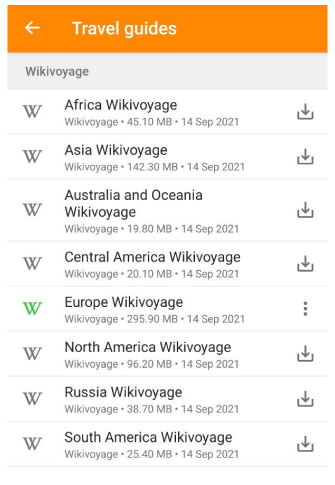 Travel guides
Wikivoyage
Africa Wikivoyage
Wikivoyage • 45.10 MB • 14 Sep 2021
Asia Wikivoyage
Wikivoyage • 142.30 MB • 14 Sep 2021
Australia and Oceania
Wikivoyage
Wikivoyage • 19.80 MB • 14 Sep 2021
Central America Wikivoyage
Wikivoyage • 20.10 MB • 14 Sep 2021
Europe Wikivoyage
Wikivoyage • 295.90 MB • 14 Sep 2021
North America Wikivoyage
Wikivoyage • 96.20 MB • 14 Sep 2021
Russia Wikivoyage
Wikivoyage • 38.70 MB • 14 Sep 2021
South America Wikivoyage
Wikivoyage • 25.40 MB • 14 Sep 2021